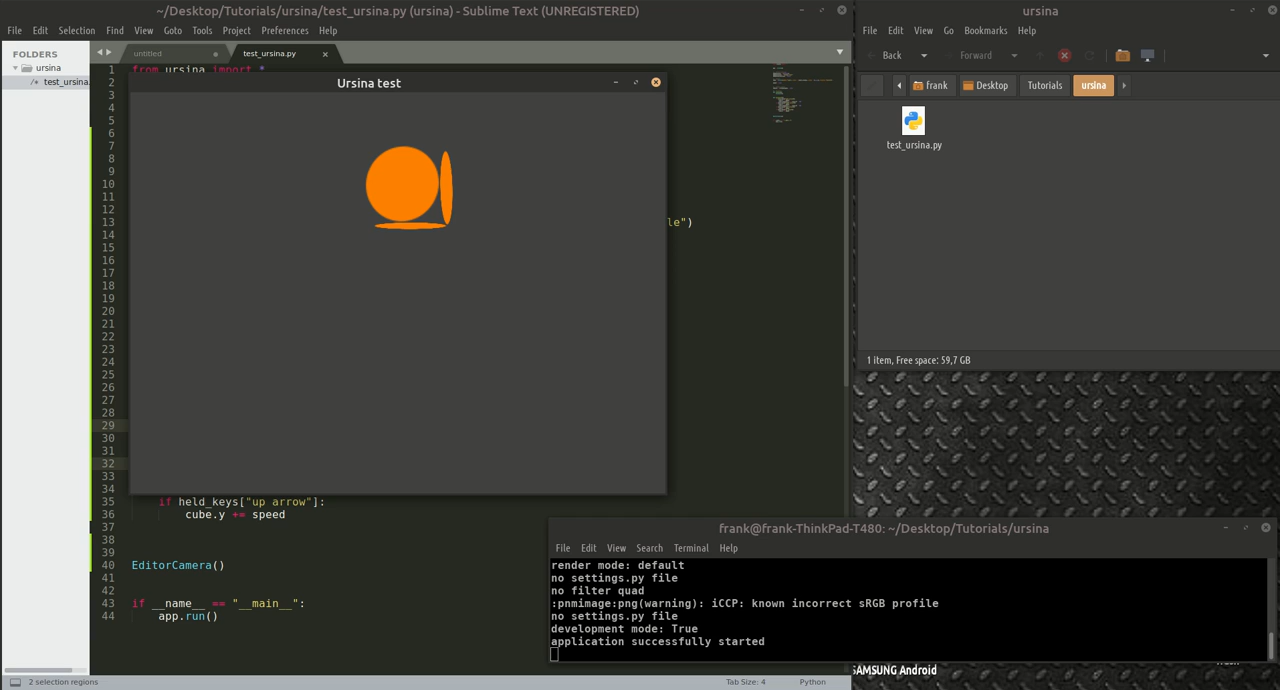 ~/Desktop/Tutorials/ursina/test_ursina.py (ursina) - Sublime Text (UNREGISTERED)
File Edit Selection Find View Goto Tools Project Preferences Help
FOLDERS
ursina
/* test_ursina.
untitled
test_ursina.py
1 from ursina import *
2
3
4
5
6
7
8
9
10
11
12
13 le")
14
15
16
17
18
19
20
21
22
23
24
25
26
27
28
29
30
31
32
33
34
35 if held_keys["up arrow"]:
36 cube.y += speed
37
38
39
40 EditorCamera()
41
42
43 if __name__ == "__main__":
44 app.run()
2 selection regions
Tab Size: 4
Python
Ursina test
ursina
File Edit View Go Bookmarks Help
Back
Forward
frank
Desktop
Tutorials
ursina
test_ursina.py
1 item, Free space: 59,7 GB
frank@frank-ThinkPad-T480: ~/Desktop/Tutorials/ursina
File Edit View Search Terminal Help
render mode: default
no settings.py file
no filter quad
:pnmimage:png(warning): iCCP: known incorrect sRGB profile
no settings.py file
development mode: True
application successfully started
SAMSUNG Android